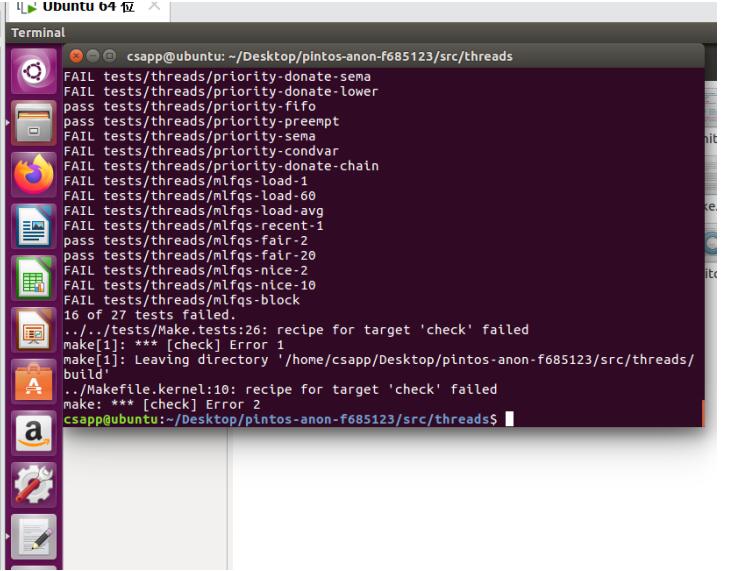 Ubuntu 64 位
Terminal
csapp@ubuntu: ~/Desktop/pintos-anon-f685123/src/threads
FAIL tests/threads/priority-donate-sema
FAIL tests/threads/priority-donate-lower
pass tests/threads/priority-fifo
pass tests/threads/priority-preempt
FAIL tests/threads/priority-sema
FAIL tests/threads/priority-condvar
FAIL tests/threads/priority-donate-chain
FAIL tests/threads/mlfqs-load-1
FAIL tests/threads/mlfqs-load-60
FAIL tests/threads/mlfqs-load-avg
FAIL tests/threads/mlfqs-recent-1
pass tests/threads/mlfqs-fair-2
pass tests/threads/mlfqs-fair-20
FAIL tests/threads/mlfqs-nice-2
FAIL tests/threads/mlfqs-nice-10
FAIL tests/threads/mlfqs-block
16 of 27 tests failed.
../../tests/Make.tests:26: recipe for target 'check' failed
make[1]: *** [check] Error 1
make[1]: Leaving directory '/home/csapp/Desktop/pintos-anon-f685123/src/threads/
build'
../Makefile.kernel:10: recipe for target 'check' failed
make: *** [check] Error 2
csapp@ubuntu:~/Desktop/pintos-anon-f685123/src/threads$